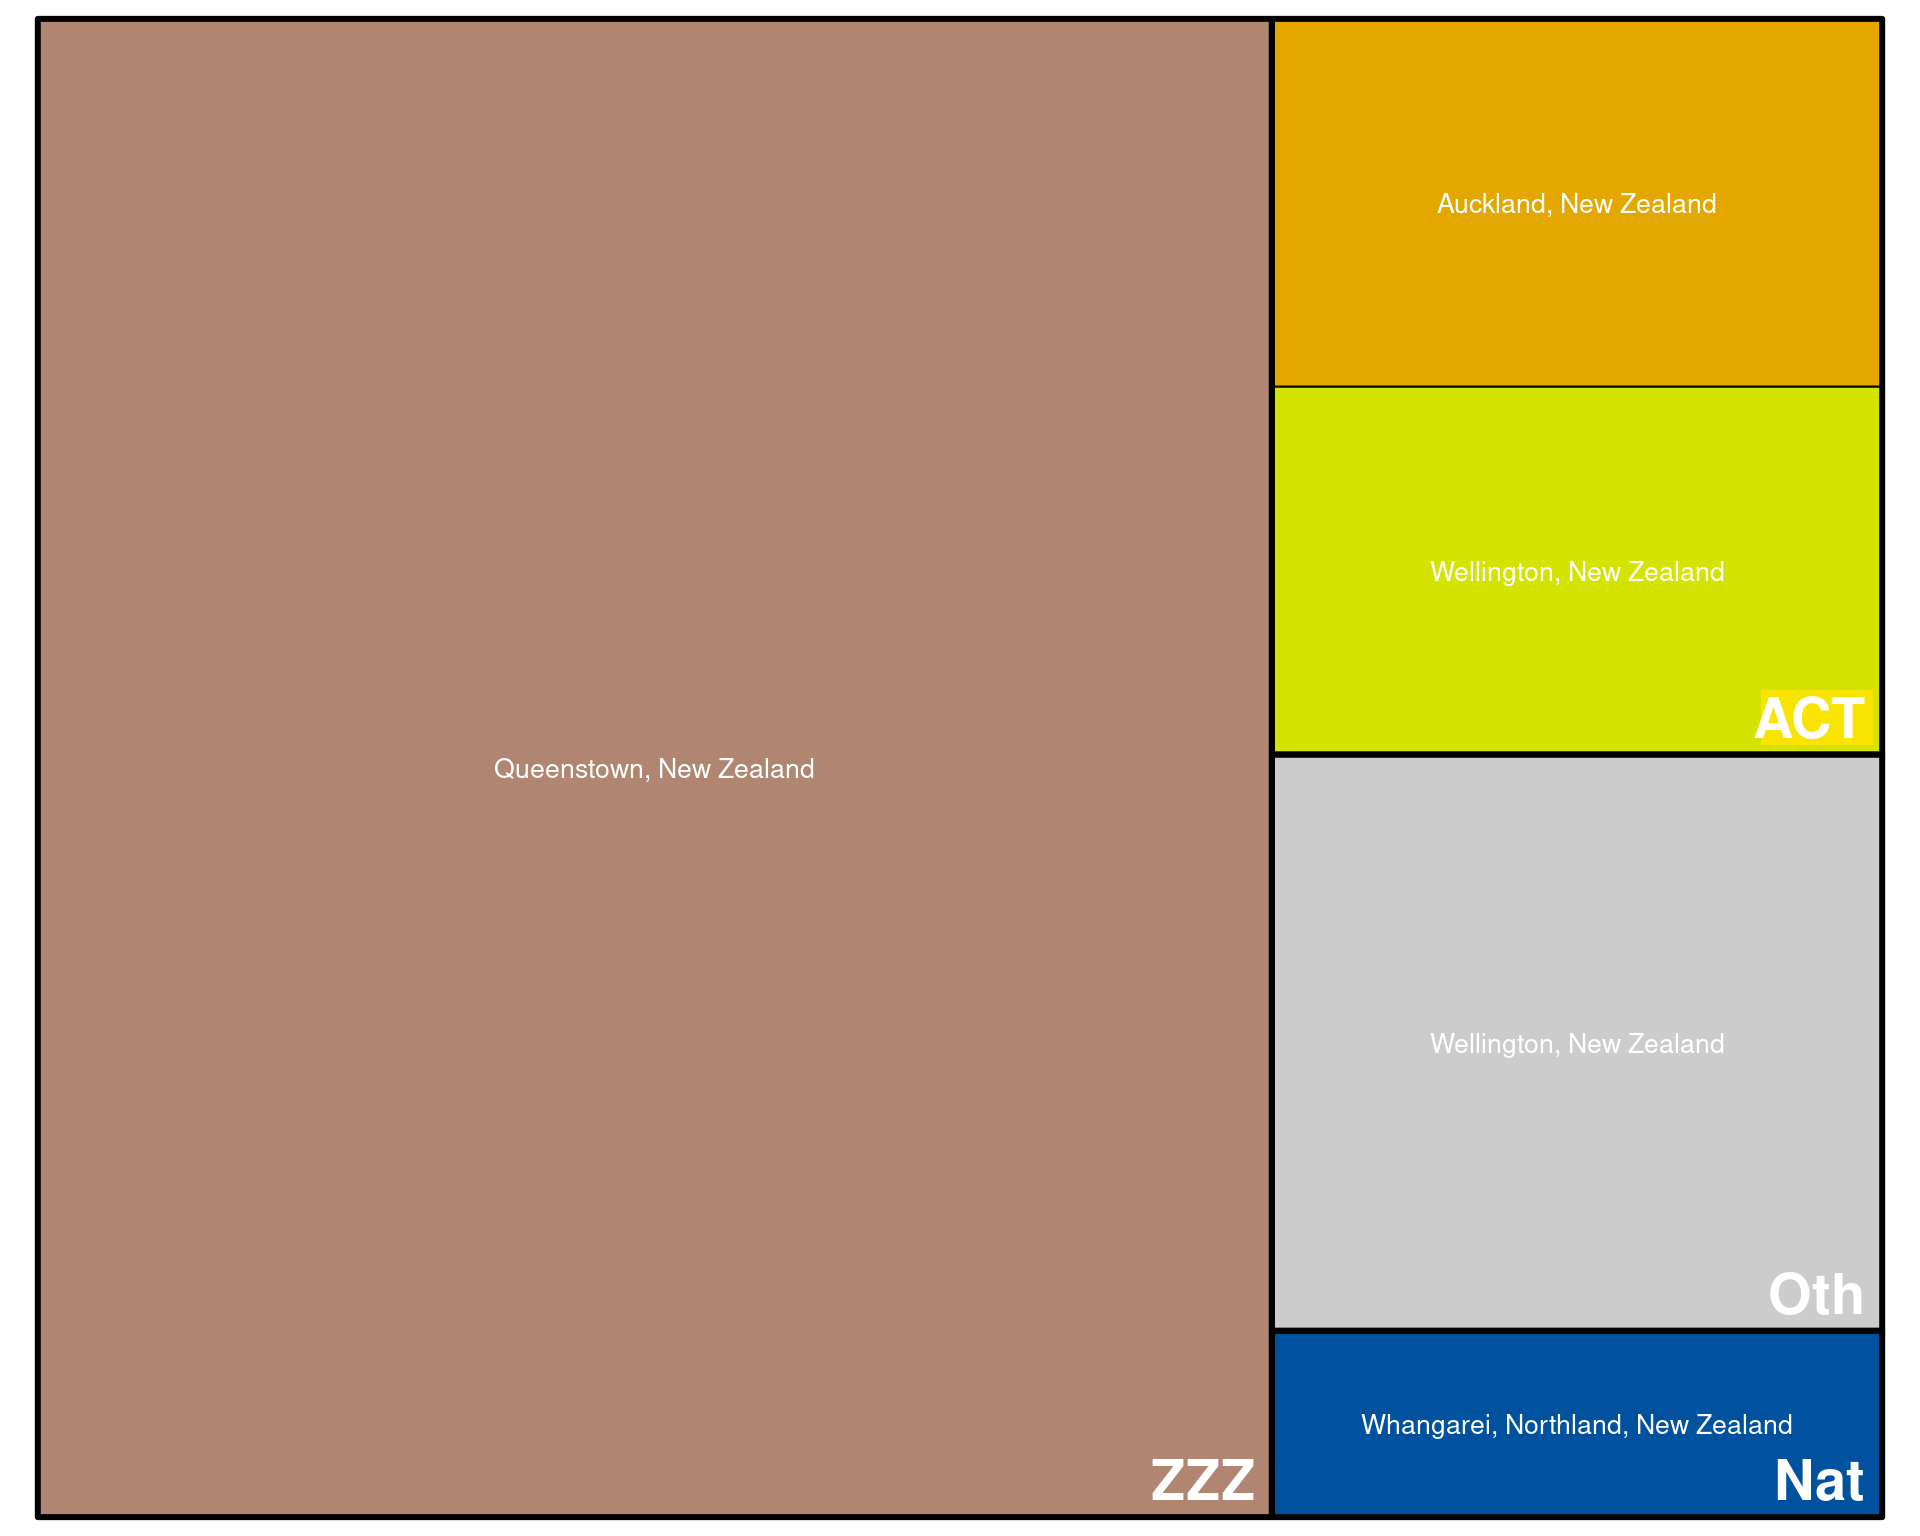 Queenstown, New Zealand
ZZZ
Auckland, New Zealand
Wellington, New Zealand
ACT
Wellington, New Zealand
Oth
Whangarei, Northland, New Zealand
Nat